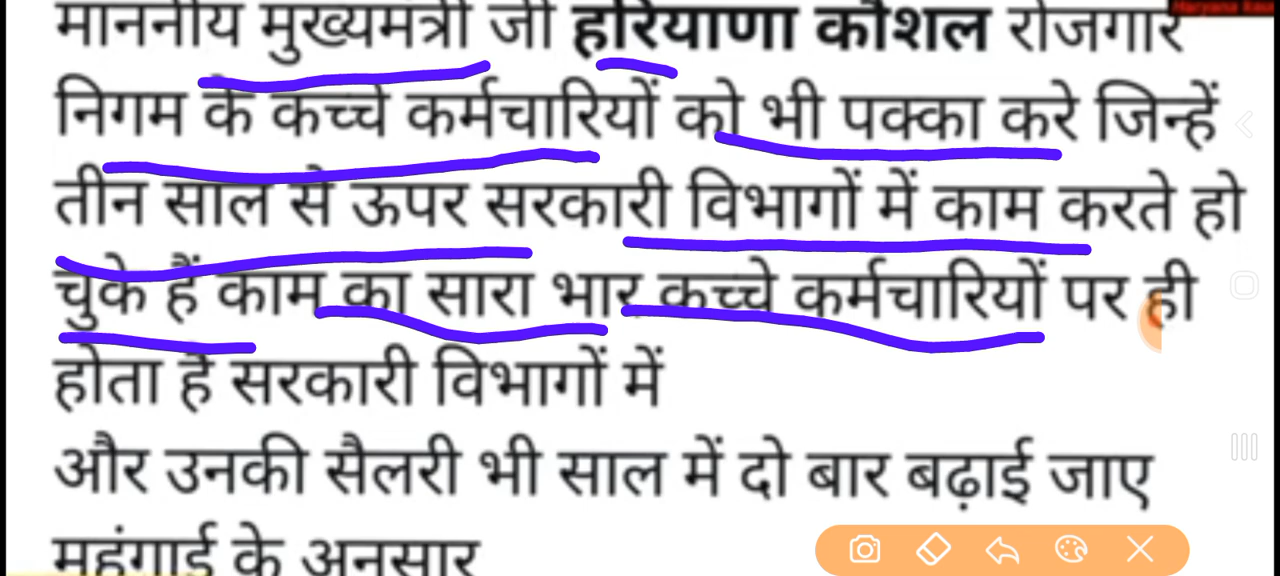 माननीय मुख्यमंत्री जी हरियाणा कौशल रोजगार
निगम के कच्चे कर्मचारियों को भी पक्का करे जिन्हें
तीन साल से ऊपर सरकारी विभागों में काम करते हो
चुके हैं काम का सारा भार कच्चे कर्मचारियों पर ही
होता है सरकारी विभागों में
और उनकी सैलरी भी साल में दो बार बढ़ाई जाए
महंगाई के अनुसार